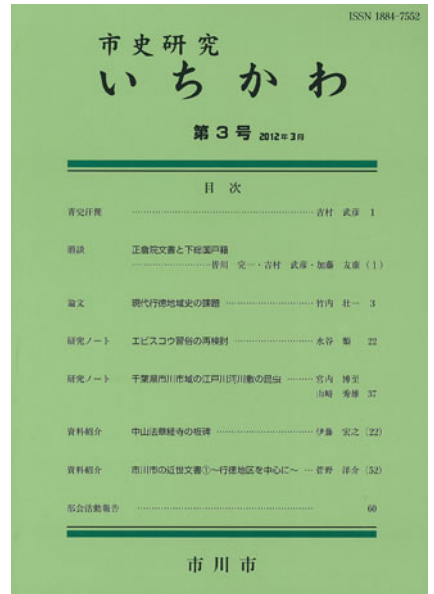 ISSN 1884-7552
市史研究
いちかわ
第3号 2012年3月
目次
青史汗簡 …………………………………………… 吉村 武彦 1
鼎談 正倉院文書と下総国戸籍
…………………皆川 完一・吉村 武彦・加藤 友康 (1)
論文 現代行徳地域史の課題 …………………… 竹内 壮一 3
研究ノート エビスコウ習俗の再検討 …………………… 水谷 類 22
研究ノート 千葉県市川市域の江戸川河川敷の昆虫 ……… 宮内 博至
山崎 秀雄 37
資料紹介 中山法華経寺の板碑 ……………………… 伊藤 宏之 (22)
資料紹介 市川市の近世文書①~行徳地区を中心に~ … 菅野 洋介 (52)
部会活動報告 ………………………………………… 60
市川市